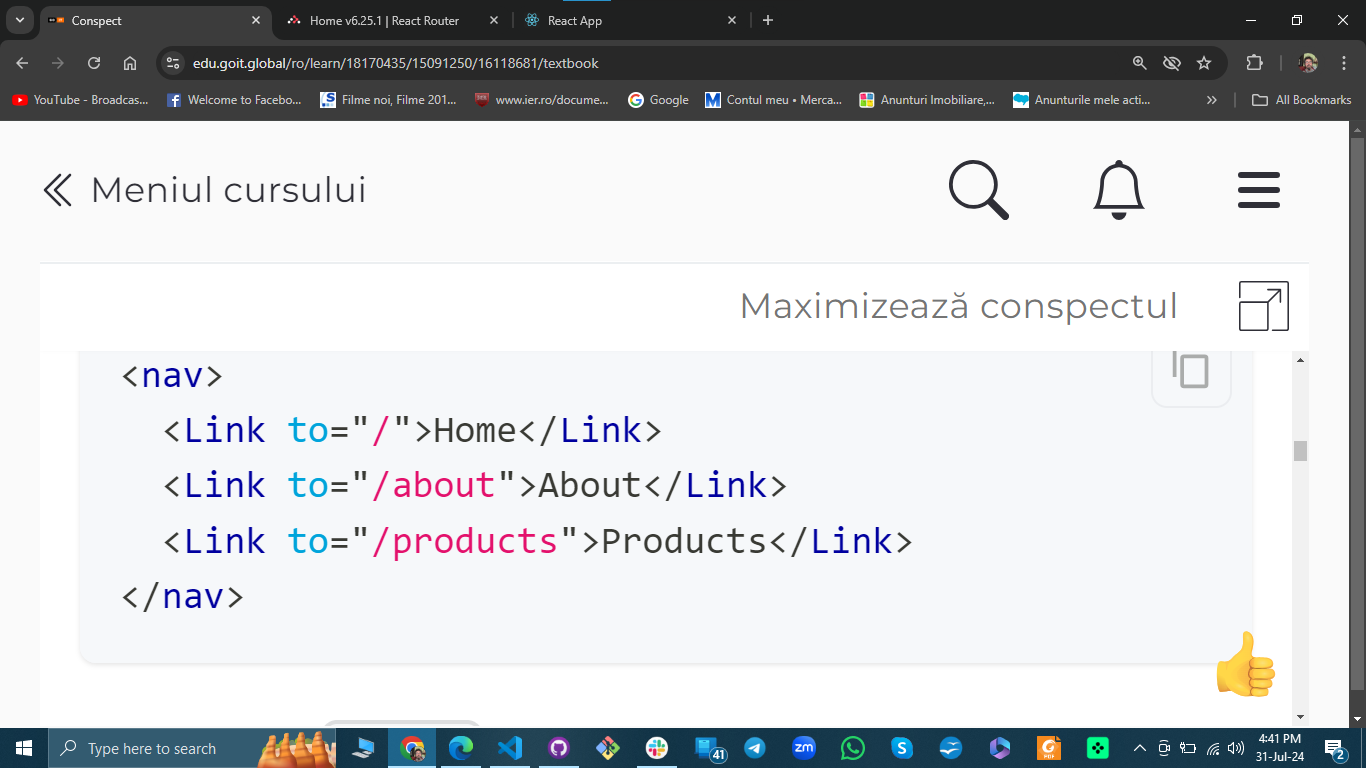 Conspect
Home v6.25.1 | React Router
React App
edu.goit.global/ro/learn/18170435/15091250/16118681/textbook
YouTube - Broadcas...
Welcome to Facebo...
Filme noi, Filme 201...
www.ier.ro/docume...
Google
Contul meu • Merca...
Anunturi Imobiliare,...
Anunturile mele acti...
All Bookmarks
Meniul cursului
Maximizează conspectul
<nav>
<Link to="/">Home</Link>
<Link to="/about">About</Link>
<Link to="/products">Products</Link>
</nav>
Type here to search
41
zm
4:41 PM
31-Jul-24
2